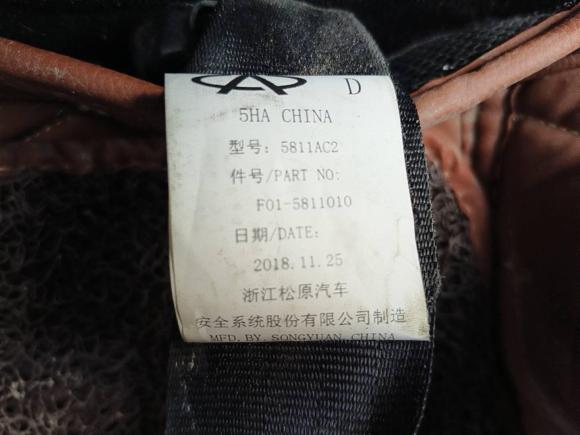 D
5HA CHINA
型号: 5811AC2
件号/PART NO:
F01-5811010
日期/DATE:
2018.11.25
浙江松原汽车
安全系统股份有限公司制造
MFD. BY. SONGYUAN. CHINA